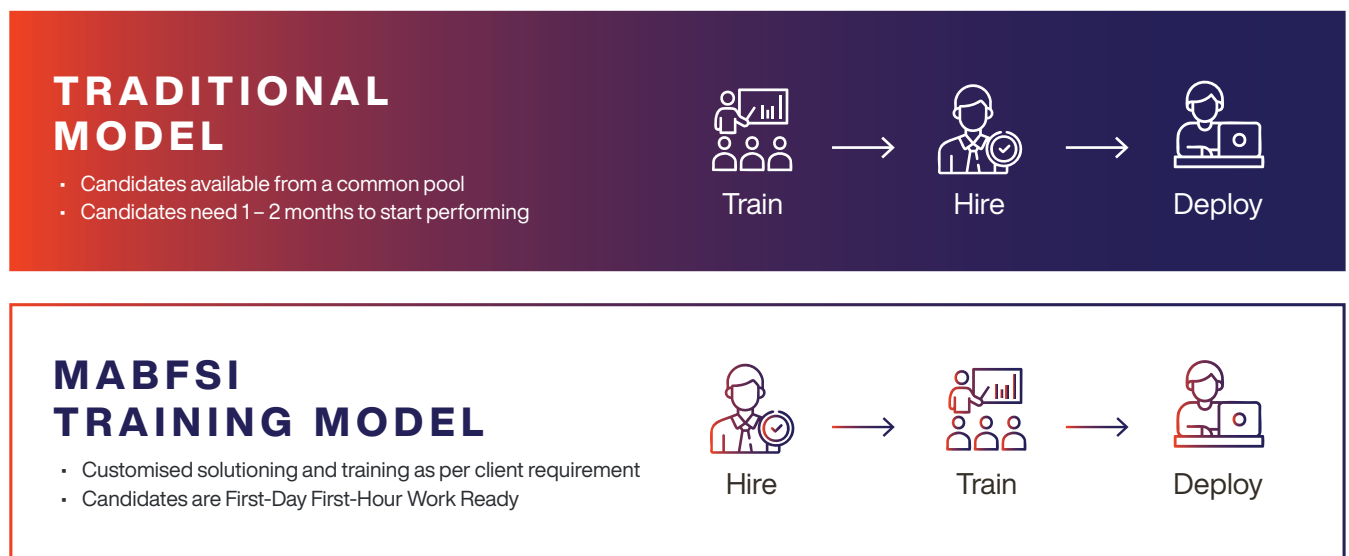 TRADITIONAL
MODEL
• Candidates available from a common pool
• Candidates need 1 – 2 months to start performing
Train
Hire
Deploy
MABFSI
TRAINING MODEL
• Customised solutioning and training as per client requirement
• Candidates are First-Day First-Hour Work Ready
Hire
Train
Deploy